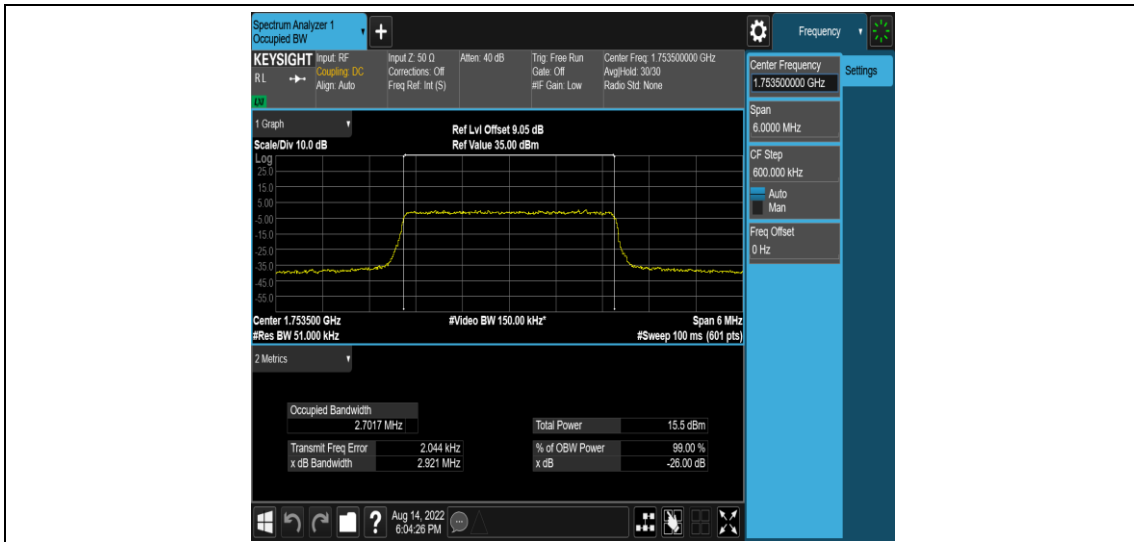 Spectrum Analyzer 1
Occupied BW
+
Frequency
KEYSIGHT
RL
LXI
Input: RF
Coupling: DC
Align: Auto
Input Z: 50 Ω
Corrections: Off
Freq Ref: Int (S)
Atten: 40 dB
Trig: Free Run
Gate: Off
#IF Gain: Low
Center Freq: 1.753500000 GHz
Avg|Hold: 30/30
Radio Std: None
Center Frequency
1.753500000 GHz
Settings
Span
6.0000 MHz
CF Step
600.000 kHz
Auto
Man
Freq Offset
0 Hz
1 Graph
Scale/Div 10.0 dB
Ref Lvl Offset 9.05 dB
Ref Value 35.00 dBm
Log
25.0
15.0
5.00
-5.00
-15.0
-25.0
-35.0
-45.0
-55.0
Center 1.753500 GHz
#Video BW 150.00 kHz*
Span 6 MHz
#Res BW 51.000 kHz
#Sweep 100 ms (601 pts)
2 Metrics
Occupied Bandwidth
2.7017 MHz
Total Power 15.5 dBm
Transmit Freq Error 2.044 kHz
% of OBW Power 99.00 %
x dB Bandwidth 2.921 MHz
x dB -26.00 dB
?
Aug 14, 2022
6:04:26 PM